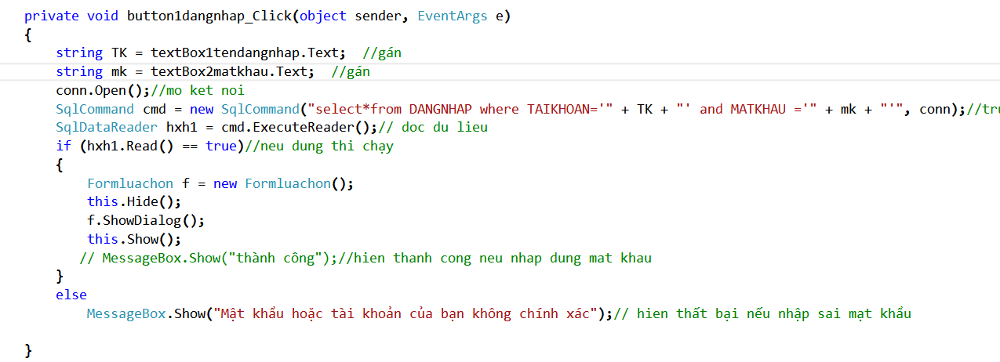 private void button1dangnhap_Click(object sender, EventArgs e)
{
string TK = textBox1tendangnhap.Text;  //gán
string mk = textBox2matkhau.Text;  //gán
conn.Open();//mo ket noi
SqlCommand cmd = new SqlCommand("select*from DANGNHAP where TAIKHOAN='" + TK + "' and MATKHAU ='" + mk + "'", conn);//
SqlDataReader hxh1 = cmd.ExecuteReader();// doc du lieu
if (hxh1.Read() == true)//neu dung thi chạy
{
Formluachon f = new Formluachon();
this.Hide();
f.ShowDialog();
this.Show();
// MessageBox.Show("thành công");//hien thanh cong neu nhap dung mat khau
}
else
MessageBox.Show("Mật khẩu hoặc tài khoản của bạn không chính xác");// hien thất bại nếu nhập sai mạt khẩu
}